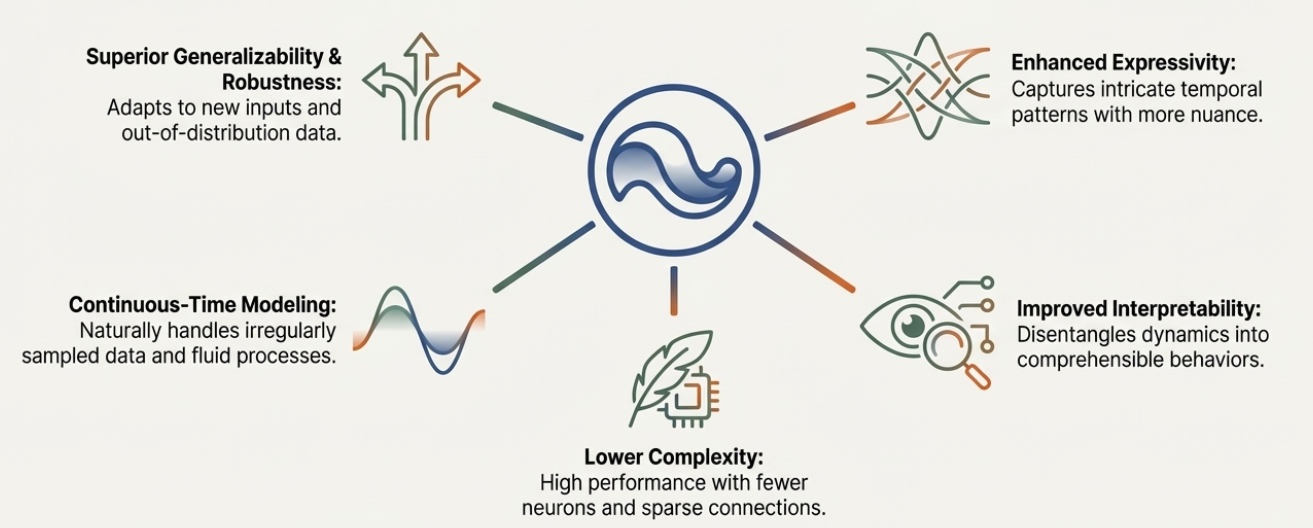 Superior Generalizability &
Robustness:
Adapts to new inputs and
out-of-distribution data.
Enhanced Expressivity:
Captures intricate temporal
patterns with more nuance.
Continuous-Time Modeling:
Naturally handles irregularly
sampled data and fluid processes.
Improved Interpretability:
Disentangles dynamics into
comprehensible behaviors.
Lower Complexity:
High performance with fewer
neurons and sparse connections.